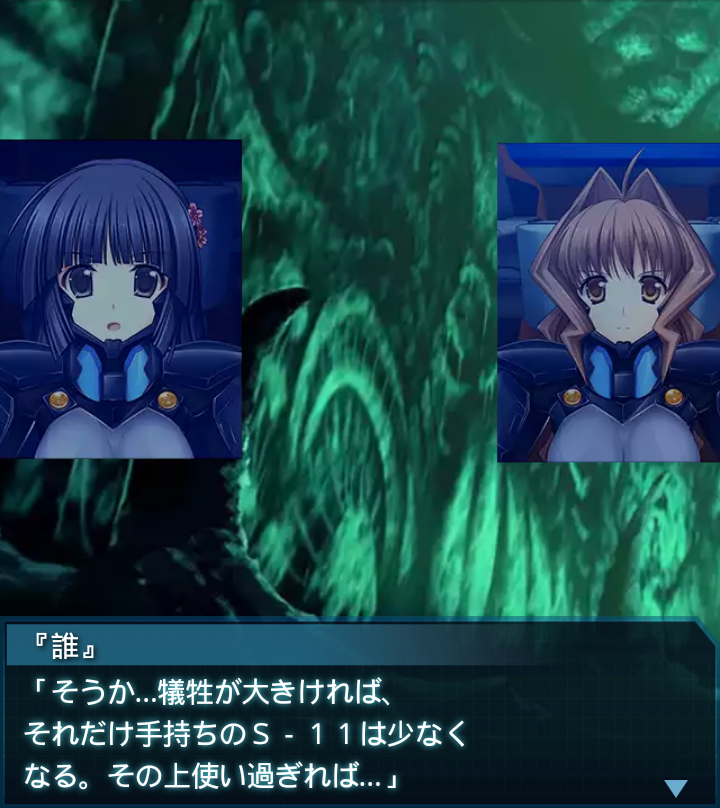 『誰』
「そうか…犠牲が大きければ、
それだけ手持ちのＳ-１１は少なく
なる。その上使い過ぎれば…」